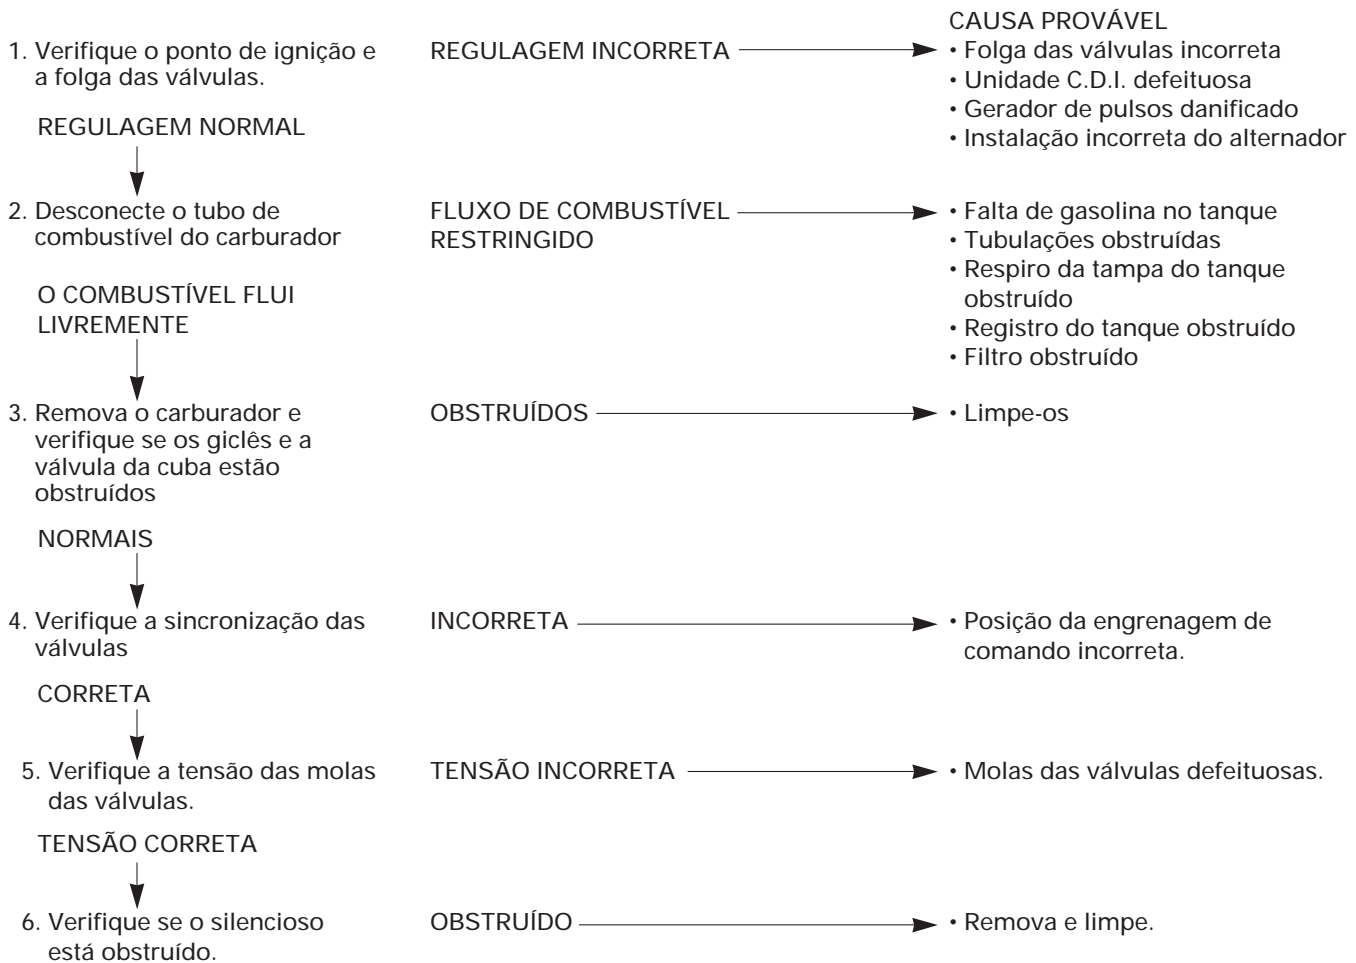 CAUSA PROVÁVEL
1. Verifique o ponto de ignição e
a folga das válvulas.
REGULAGEM INCORRETA
• Folga das válvulas incorreta
• Unidade C.D.I. defeituosa
• Gerador de pulsos danificado
• Instalação incorreta do alternador
REGULAGEM NORMAL
2. Desconecte o tubo de
combustível do carburador
FLUXO DE COMBUSTÍVEL
RESTRINGIDO
• Falta de gasolina no tanque
• Tubulações obstruídas
• Respiro da tampa do tanque
obstruído
• Registro do tanque obstruído
• Filtro obstruído
O COMBUSTÍVEL FLUI
LIVREMENTE
3. Remova o carburador e
verifique se os giclês e a
válvula da cuba estão
obstruídos
OBSTRUÍDOS
• Limpe-os
NORMAIS
4. Verifique a sincronização das
válvulas
INCORRETA
• Posição da engrenagem de
comando incorreta.
CORRETA
5. Verifique a tensão das molas
das válvulas.
TENSÃO INCORRETA
• Molas das válvulas defeituosas.
TENSÃO CORRETA
6. Verifique se o silencioso
está obstruído.
OBSTRUÍDO
• Remova e limpe.